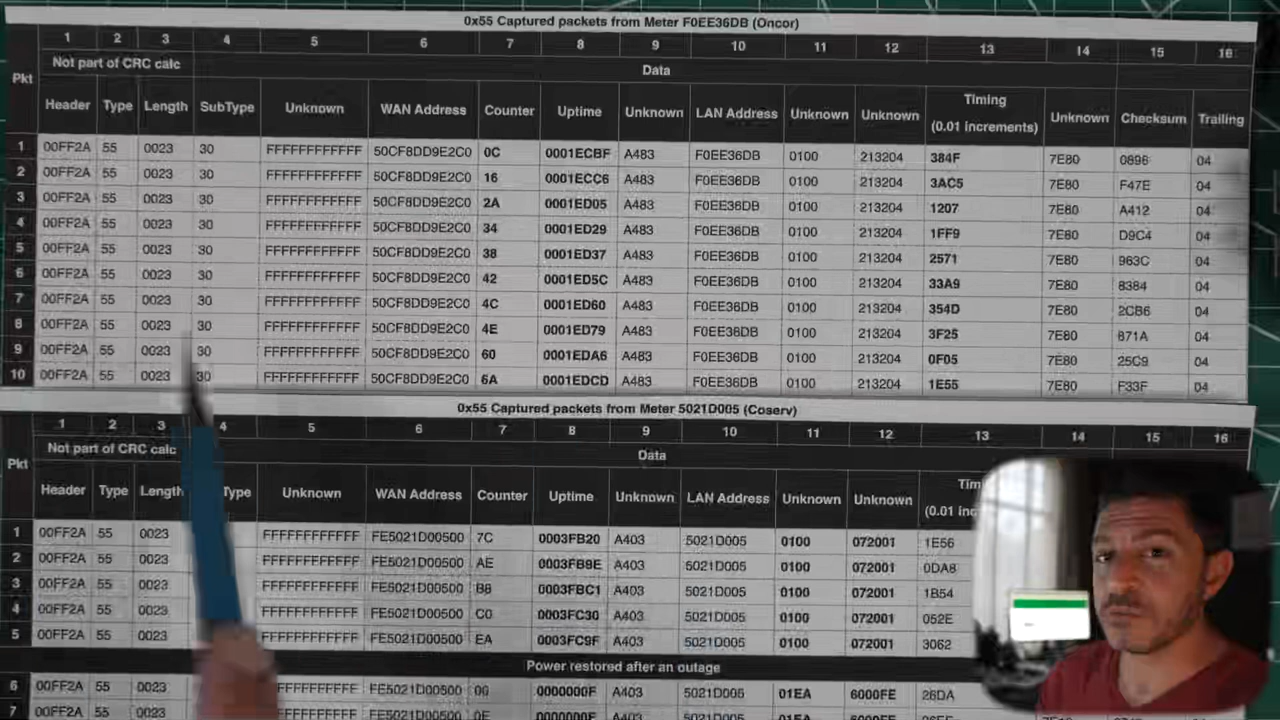 0x55 Captured packets from Meter F0EE36DB (Oncor)
1 2 3 4 5 6 7 8 9 10 11 12 13 14 15 16
Not part of CRC calc Data
Pkt Header Type Length SubType Unknown WAN Address Counter Uptime Unknown LAN Address Unknown Unknown Timing (0.01 increments) Unknown Checksum Trailing
1 00FF2A 55 0023 30 FFFFFFFFFFFF 50CF8DD9E2C0 0C 0001ECBF A483 F0EE36DB 0100 213204 384F 7E80 0896 04
2 00FF2A 55 0023 30 FFFFFFFFFFFF 50CF8DD9E2C0 16 0001ECC6 A483 F0EE36DB 0100 213204 3AC5 7E80 F47E 04
3 00FF2A 55 0023 30 FFFFFFFFFFFF 50CF8DD9E2C0 2A 0001ED05 A483 F0EE36DB 0100 213204 1207 7E80 A412 04
4 00FF2A 55 0023 30 FFFFFFFFFFFF 50CF8DD9E2C0 34 0001ED29 A483 F0EE36DB 0100 213204 1FF9 7E80 D9C4 04
5 00FF2A 55 0023 30 FFFFFFFFFFFF 50CF8DD9E2C0 38 0001ED37 A483 F0EE36DB 0100 213204 2571 7E80 963C 04
6 00FF2A 55 0023 30 FFFFFFFFFFFF 50CF8DD9E2C0 42 0001ED5C A483 F0EE36DB 0100 213204 33A9 7E80 8384 04
7 00FF2A 55 0023 30 FFFFFFFFFFFF 50CF8DD9E2C0 4C 0001ED60 A483 F0EE36DB 0100 213204 354D 7E80 2CB6 04
8 00FF2A 55 0023 30 FFFFFFFFFFFF 50CF8DD9E2C0 4E 0001ED79 A483 F0EE36DB 0100 213204 3F25 7E80 871A 04
9 00FF2A 55 0023 30 FFFFFFFFFFFF 50CF8DD9E2C0 60 0001EDA6 A483 F0EE36DB 0100 213204 0F05 7E80 25C9 04
10 00FF2A 55 0023 30 FFFFFFFFFFFF 50CF8DD9E2C0 6A 0001EDCD A483 F0EE36DB 0100 213204 1E55 7E80 F33F 04
0x55 Captured packets from Meter 5021D005 (Coserv)
1 2 3 4 5 6 7 8 9 10 11 12 13 14 15 16
Not part of CRC calc Data
Pkt Header Type Length Type Unknown WAN Address Counter Uptime Unknown LAN Address Unknown Unknown
1 00FF2A 55 0023 FFFFFFFFFFFF FE5021D00500 7C 0003FB20 A403 5021D005 0100 072001 1E56
2 00FF2A 55 0023 FFFFFFFFFFFF FE5021D00500 AE 0003FB9E A403 5021D005 0100 072001 0DA8
3 00FF2A 55 0023 FFFFFFFFFFFF FE5021D00500 B8 0003FBC1 A403 5021D005 0100 072001 1B54
4 00FF2A 55 0023 FFFFFFFFFFFF FE5021D00500 C0 0003FC30 A403 5021D005 0100 072001 052E
5 00FF2A 55 0023 FFFFFFFFFFFF FE5021D00500 EA 0003FC9F A403 5021D005 0100 072001 3062
Power restored after an outage
6 00FF2A 55 0023 FFFFFFFFFF FE5021D00500 0000000F A403 5021D005 01EA 6000FE 26DA
7 00FF2A 55 0023 FE5021D00500 0E 0000000F A403 5021D005